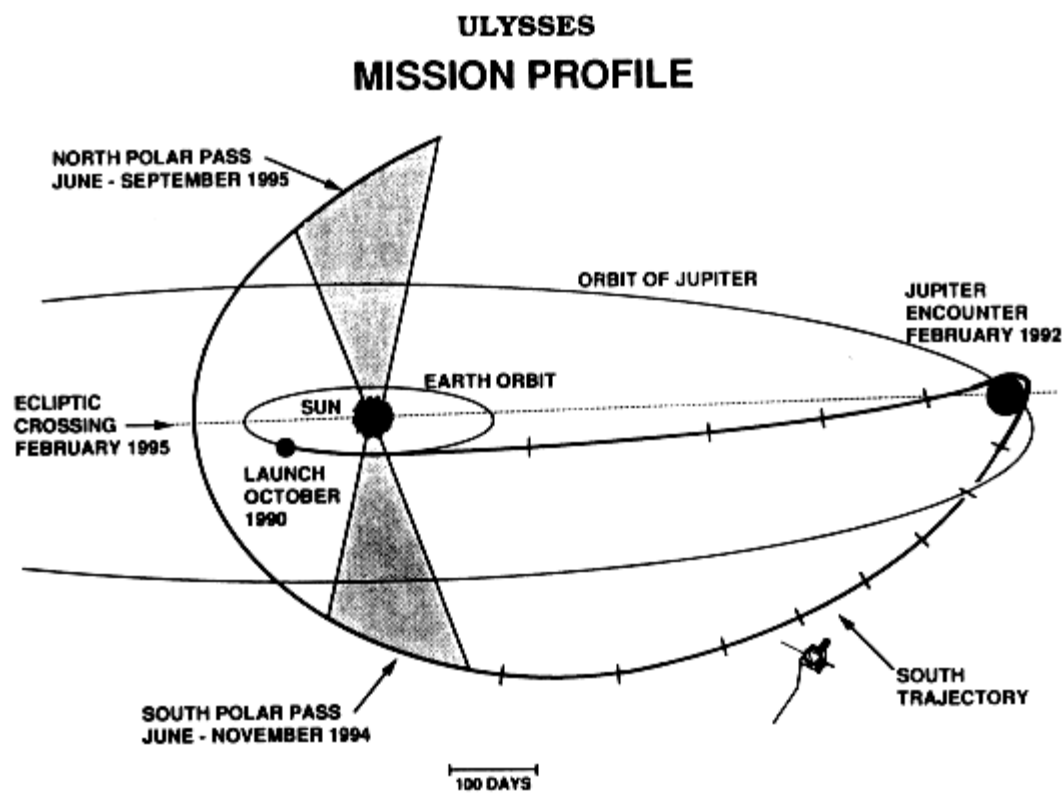 ULYSSES
MISSION PROFILE
NORTH POLAR PASS
JUNE - SEPTEMBER 1995
ORBIT OF JUPITER
JUPITER
ENCOUNTER
FEBRUARY 1992
EARTH ORBIT
SUN
ECLIPTIC
CROSSING
FEBRUARY 1995
LAUNCH
OCTOBER
1990
SOUTH
TRAJECTORY
SOUTH POLAR PASS
JUNE - NOVEMBER 1994
100 DAYS